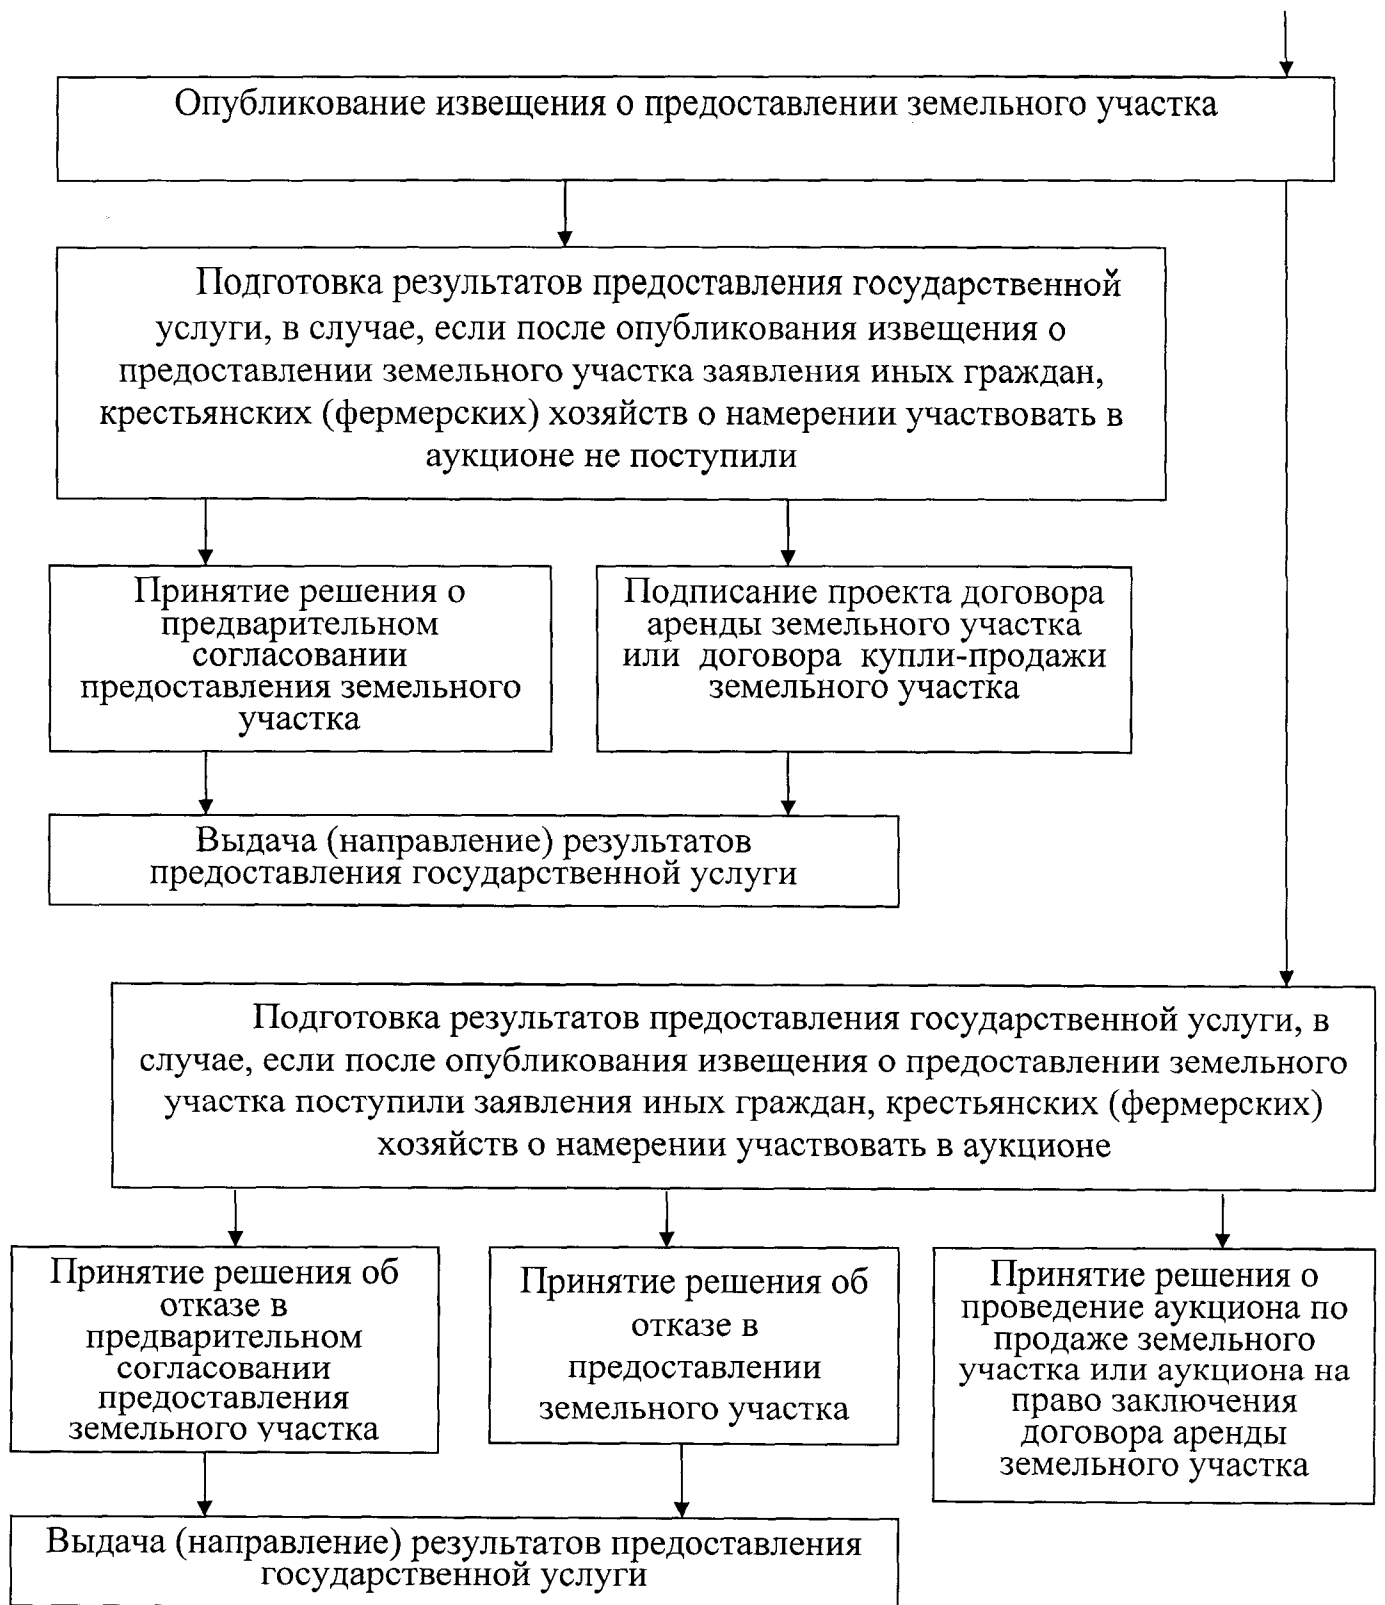 Опубликование извещения о предоставлении земельного участка
Подготовка результатов предоставления государственной
услуги, в случае, если после опубликования извещения о
предоставлении земельного участка заявления иных граждан,
крестьянских (фермерских) хозяйств о намерении участвовать в
аукционе не поступили
Принятие решения о
предварительном
согласовании
предоставления земельного
участка
Подписание проекта договора
аренды земельного участка
или договора купли-продажи
земельного участка
Выдача (направление) результатов
предоставления государственной услуги
Подготовка результатов предоставления государственной услуги, в
случае, если после опубликования извещения о предоставлении земельного
участка поступили заявления иных граждан, крестьянских (фермерских)
хозяйств о намерении участвовать в аукционе
Принятие решения об
отказе в
предварительном
согласовании
предоставления
земельного участка
Принятие решения об
отказе в
предоставлении
земельного участка
Принятие решения о
проведение аукциона по
продаже земельного
участка или аукциона на
право заключения
договора аренды
земельного участка
Выдача (направление) результатов предоставления
государственной услуги